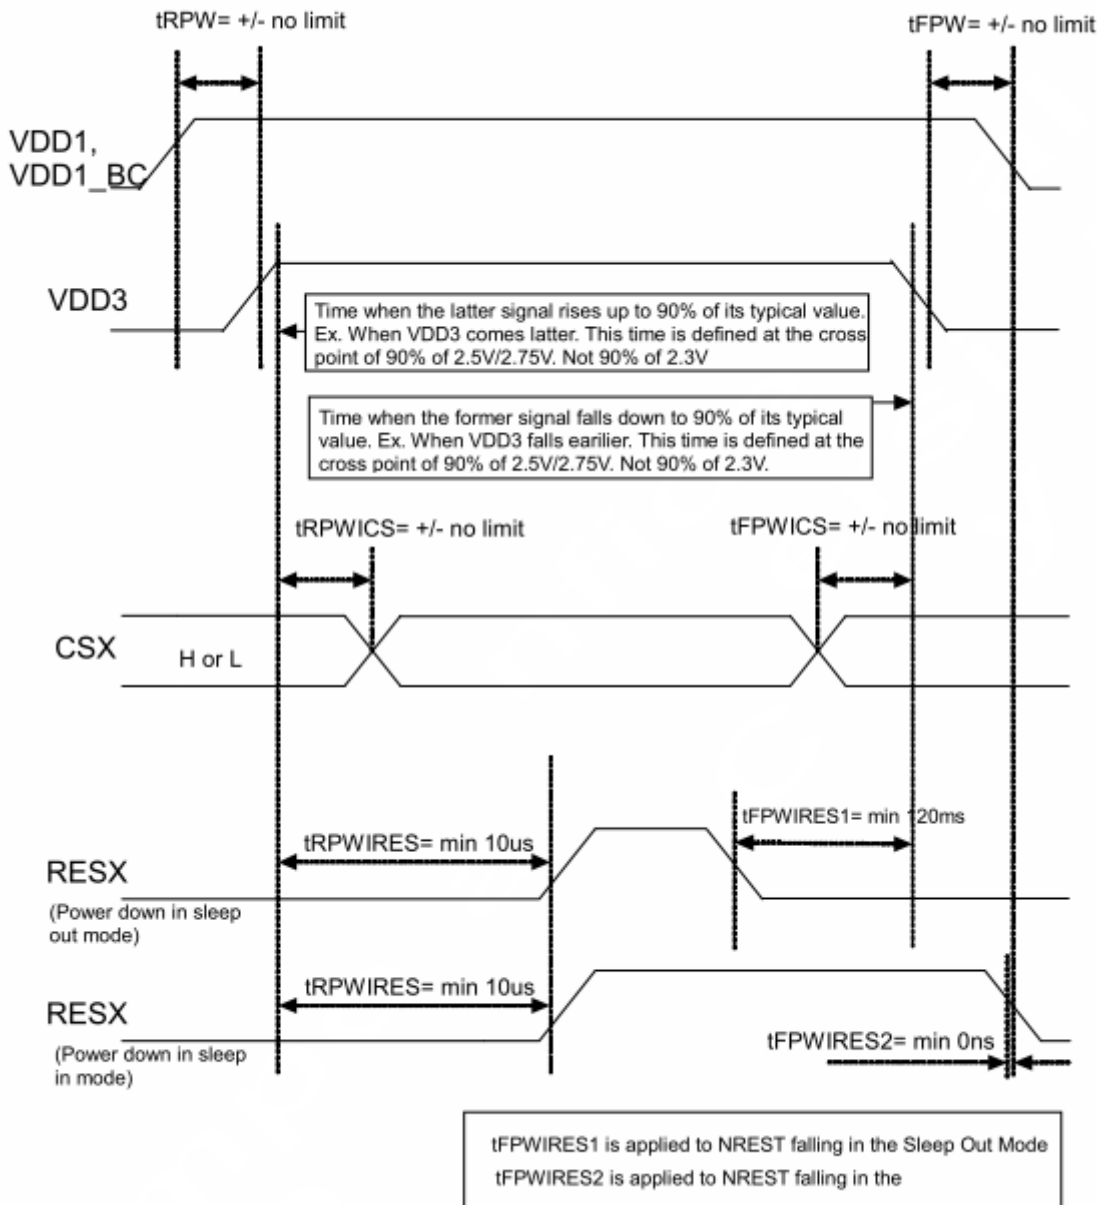 tRPW= +/- no limit
tFPW= +/- no limit
VDD1,
VDD1_BC
VDD3
Time when the latter signal rises up to 90% of its typical value.
Ex. When VDD3 comes latter. This time is defined at the cross
point of 90% of 2.5V/2.75V. Not 90% of 2.3V
Time when the former signal falls down to 90% of its typical
value. Ex. When VDD3 falls earilier. This time is defined at the
cross point of 90% of 2.5V/2.75V. Not 90% of 2.3V.
tRPWICS= +/- no limit
tFPWICS= +/- no limit
CSX
H or L
tFPWIRES1= min 120ms
tRPWIRES= min 10us
RESX
(Power down in sleep
out mode)
tRPWIRES= min 10us
RESX
(Power down in sleep
in mode)
tFPWIRES2= min 0ns
tFPWIRES1 is applied to NREST falling in the Sleep Out Mode
tFPWIRES2 is applied to NREST falling in the